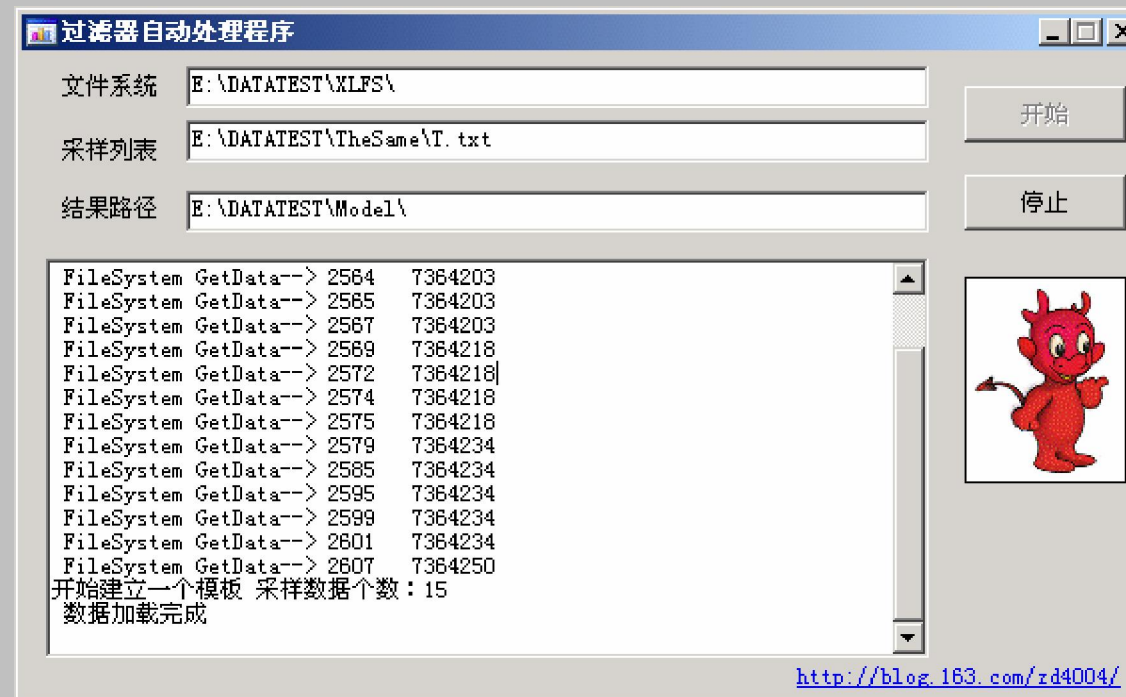 过滤器自动处理程序
文件系统 E:\DATATEST\XLFS\
开始
采样列表 E:\DATATEST\TheSame\T.txt
停止
结果路径 E:\DATATEST\Model\
FileSystem GetData--> 2564 7364203
FileSystem GetData--> 2565 7364203
FileSystem GetData--> 2567 7364203
FileSystem GetData--> 2569 7364218
FileSystem GetData--> 2572 7364218
FileSystem GetData--> 2574 7364218
FileSystem GetData--> 2575 7364218
FileSystem GetData--> 2579 7364234
FileSystem GetData--> 2585 7364234
FileSystem GetData--> 2595 7364234
FileSystem GetData--> 2599 7364234
FileSystem GetData--> 2601 7364234
FileSystem GetData--> 2607 7364250
开始建立一个模板 采样数据个数：15
数据加载完成
http://blog.163.com/zd4004/